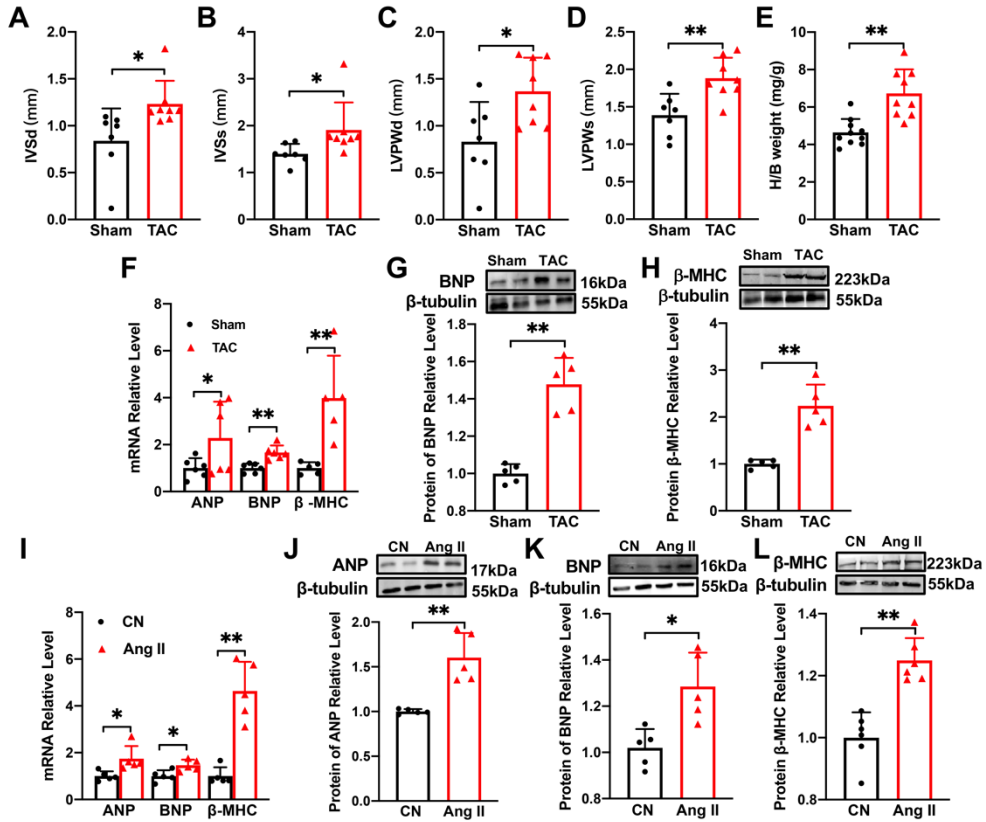 A
IVSd (mm)
2.0
1.5
1.0
0.5
0.0
*
Sham TAC
B
IVSs (mm)
4
3
2
1
0
*
Sham TAC
C
LVPWd (mm)
2.0
1.5
1.0
0.5
0.0
*
Sham TAC
D
LVPWs (mm)
2.5
2.0
1.5
1.0
0.5
0.0
**
Sham TAC
E
H/B weight (mg/g)
10
8
6
4
2
0
**
Sham TAC
F
mRNA Relative Level
8
6
4
2
0
Sham
TAC
*
**
**
ANP BNP β -MHC
G
Sham TAC
BNP 16kDa
β-tubulin 55kDa
Protein of BNP Relative Level
1.8
1.6
1.4
1.2
1.0
0.8
**
Sham TAC
H
Sham TAC
β-MHC 223kDa
β-tubulin 55kDa
Protein β-MHC Relative Level
4
3
2
1
0
**
Sham TAC
I
mRNA Relative Level
8
6
4
2
0
CN
Ang II
*
*
**
ANP BNP β-MHC
J
CN Ang II
ANP 17kDa
β-tubulin 55kDa
Protein of ANP Relative Level
2.0
1.5
1.0
0.5
0.0
**
CN Ang II
K
CN Ang II
BNP 16kDa
β-tubulin 55kDa
Protein of BNP Relative Level
1.6
1.4
1.2
1.0
0.8
*
CN Ang II
L
CN Ang II
β-MHC 223kDa
β-tubulin 55kDa
Protein β-MHC Relative Level
1.4
1.2
1.0
0.8
**
CN Ang II